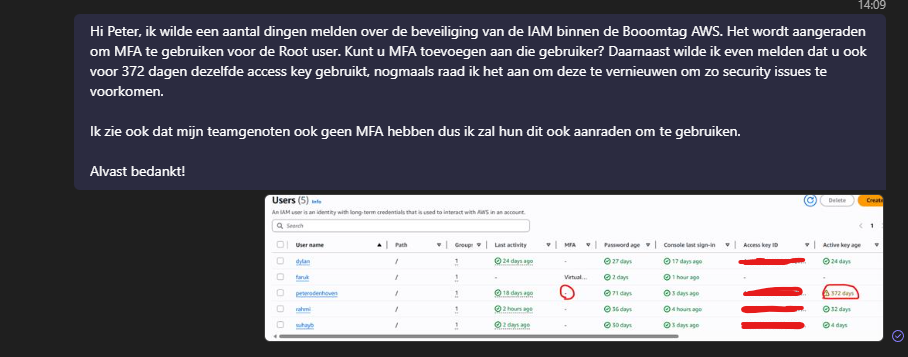 14:09
Hi Peter, ik wilde een aantal dingen melden over de beveiliging van de IAM binnen de Booomtag AWS. Het wordt aangeraden
om MFA te gebruiken voor de Root user. Kunt u MFA toevoegen aan die gebruiker? Daarnaast wilde ik even melden dat u ook
voor 372 dagen dezelfde access key gebruikt, nogmaals raad ik het aan om deze te vernieuwen om zo security issues te
voorkomen.
Ik zie ook dat mijn teamgenoten ook geen MFA hebben dus ik zal hun dit ook aanraden om te gebruiken.
Alvast bedankt!
Users (5) Info Delete Create
An IAM user is an identity with long-term credentials that is used to interact with AWS in an account.
Search < 1
User name Path Groups Last activity MFA Password age Console last sign-in Access key ID Active key age
dylan / 1 24 days ago - 27 days 17 days ago 24 days
faruk / 1 - Virtual... 2 days 1 hour ago - -
peterodenhoven / 1 18 days ago - 71 days 3 days ago 372 days
rahmi / 1 2 hours ago - 36 days 4 hours ago 32 days
suhayb / 1 2 days ago - 50 days 3 days ago 4 days